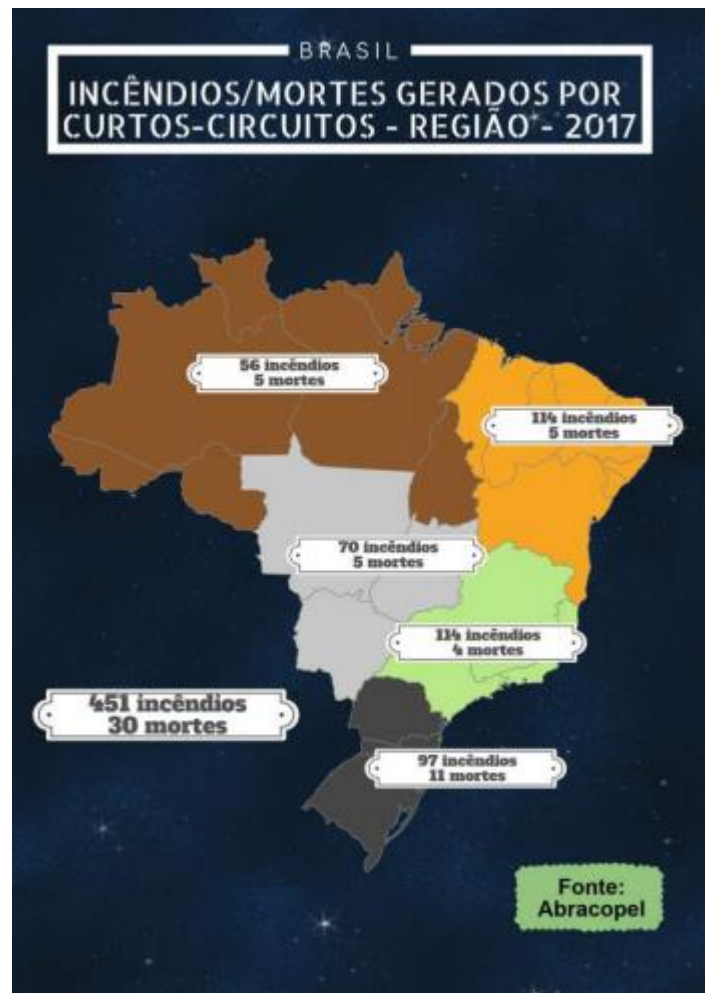 BRASIL
INCÊNDIOS/MORTES GERADOS POR
CURTOS-CIRCUITOS - REGIÃO - 2017
56 incêndios
5 mortes
114 incêndios
5 mortes
70 incêndios
5 mortes
114 incêndios
4 mortes
451 incêndios
30 mortes
97 incêndios
11 mortes
Fonte:
Abracopel